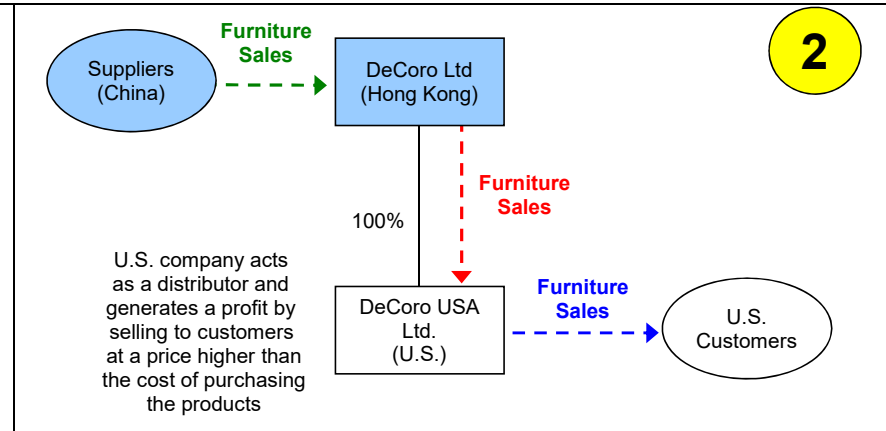 Furniture
Sales
2
Suppliers
(China)
DeCoro Ltd
(Hong Kong)
Furniture
Sales
100%
U.S. company acts
as a distributor and
generates a profit by
selling to customers
at a price higher than
the cost of purchasing
the products
DeCoro USA
Ltd.
(U.S.)
Furniture
Sales
U.S.
Customers